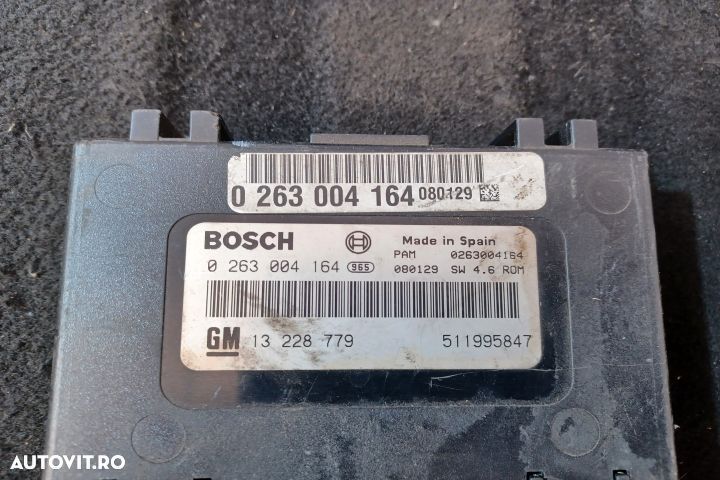 0 263 004 164 080129
BOSCH
Made in Spain
PAM 0263004164
0 263 004 164 965
080129 SW 4.6 ROM
GM 13 228 779 511995847
AUTOVIT.RO